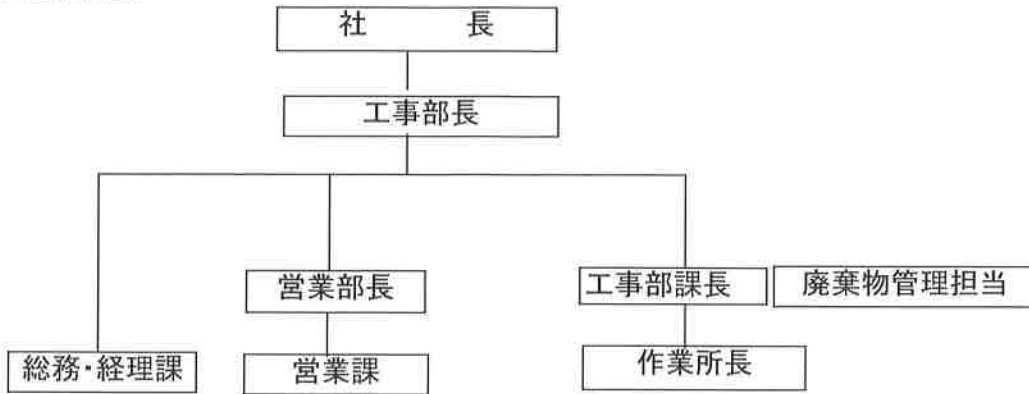 社　長
工事部長
営業部長
工事部課長
廃棄物管理担当
総務・経理課
営業課
作業所長